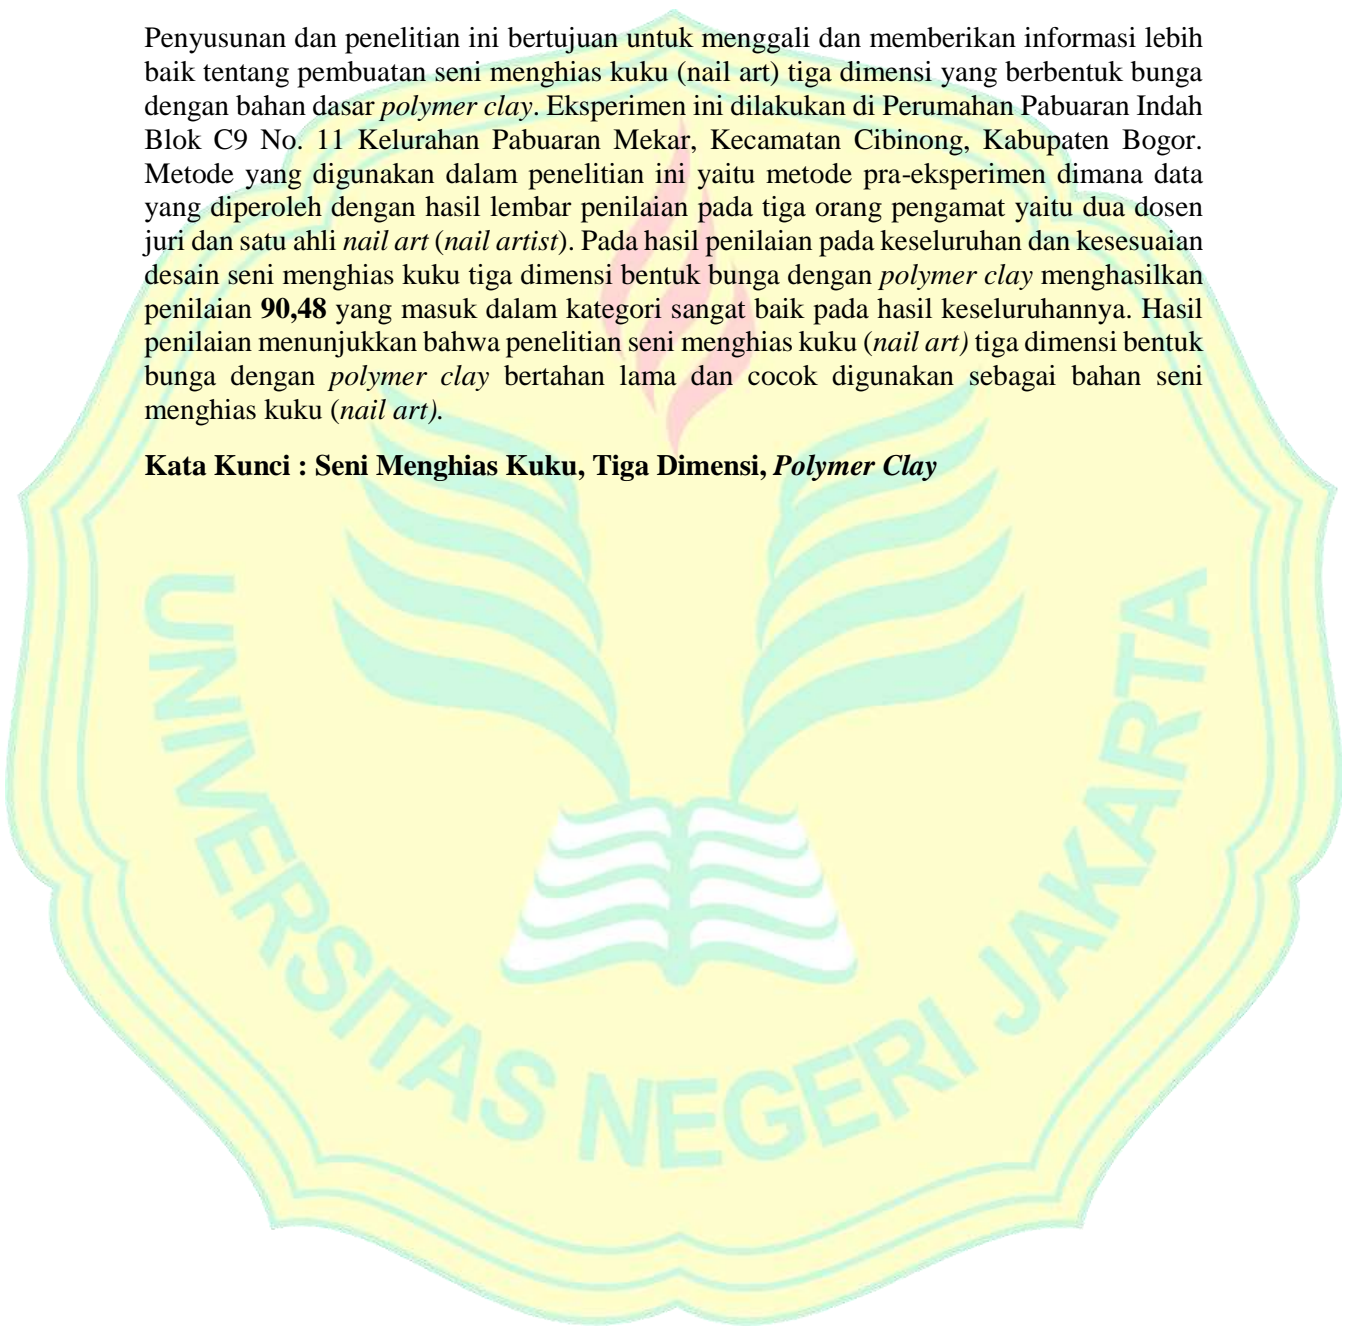 Penyusunan dan penelitian ini bertujuan untuk menggali dan memberikan informasi lebih
baik tentang pembuatan seni menghias kuku (nail art) tiga dimensi yang berbentuk bunga
dengan bahan dasar polymer clay. Eksperimen ini dilakukan di Perumahan Pabuaran Indah
Blok C9 No. 11 Kelurahan Pabuaran Mekar, Kecamatan Cibinong, Kabupaten Bogor.
Metode yang digunakan dalam penelitian ini yaitu metode pra-eksperimen dimana data
yang diperoleh dengan hasil lembar penilaian pada tiga orang pengamat yaitu dua dosen
juri dan satu ahli nail art (nail artist). Pada hasil penilaian pada keseluruhan dan kesesuaian
desain seni menghias kuku tiga dimensi bentuk bunga dengan polymer clay menghasilkan
penilaian 90,48 yang masuk dalam kategori sangat baik pada hasil keseluruhannya. Hasil
penilaian menunjukkan bahwa penelitian seni menghias kuku (nail art) tiga dimensi bentuk
bunga dengan polymer clay bertahan lama dan cocok digunakan sebagai bahan seni
menghias kuku (nail art).
Kata Kunci : Seni Menghias Kuku, Tiga Dimensi, Polymer Clay
UNIVERSITAS NEGERI JAKARTA